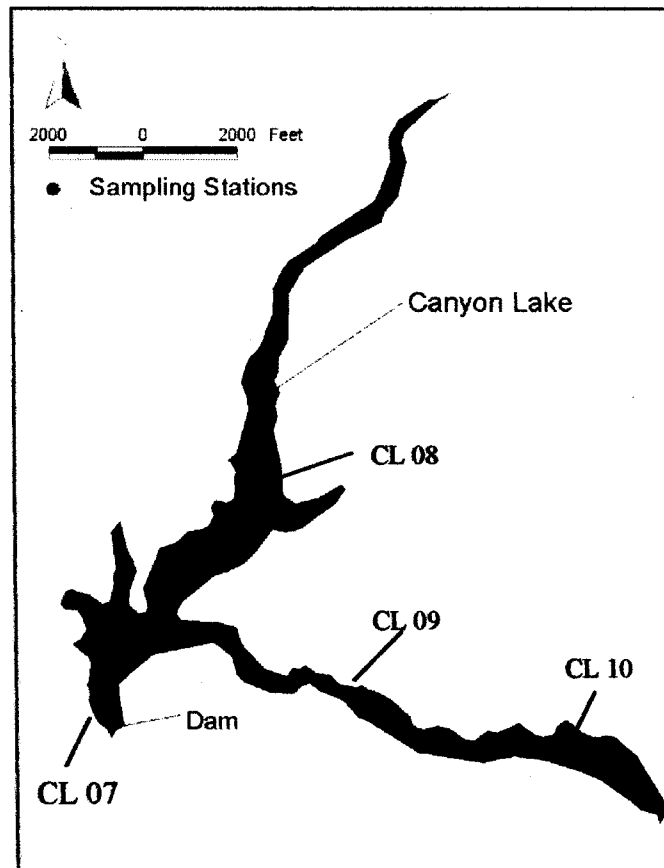 2000 0 2000 Feet
Sampling Stations
Canyon Lake
CL 08
CL 09
CL 10
Dam
CL 07